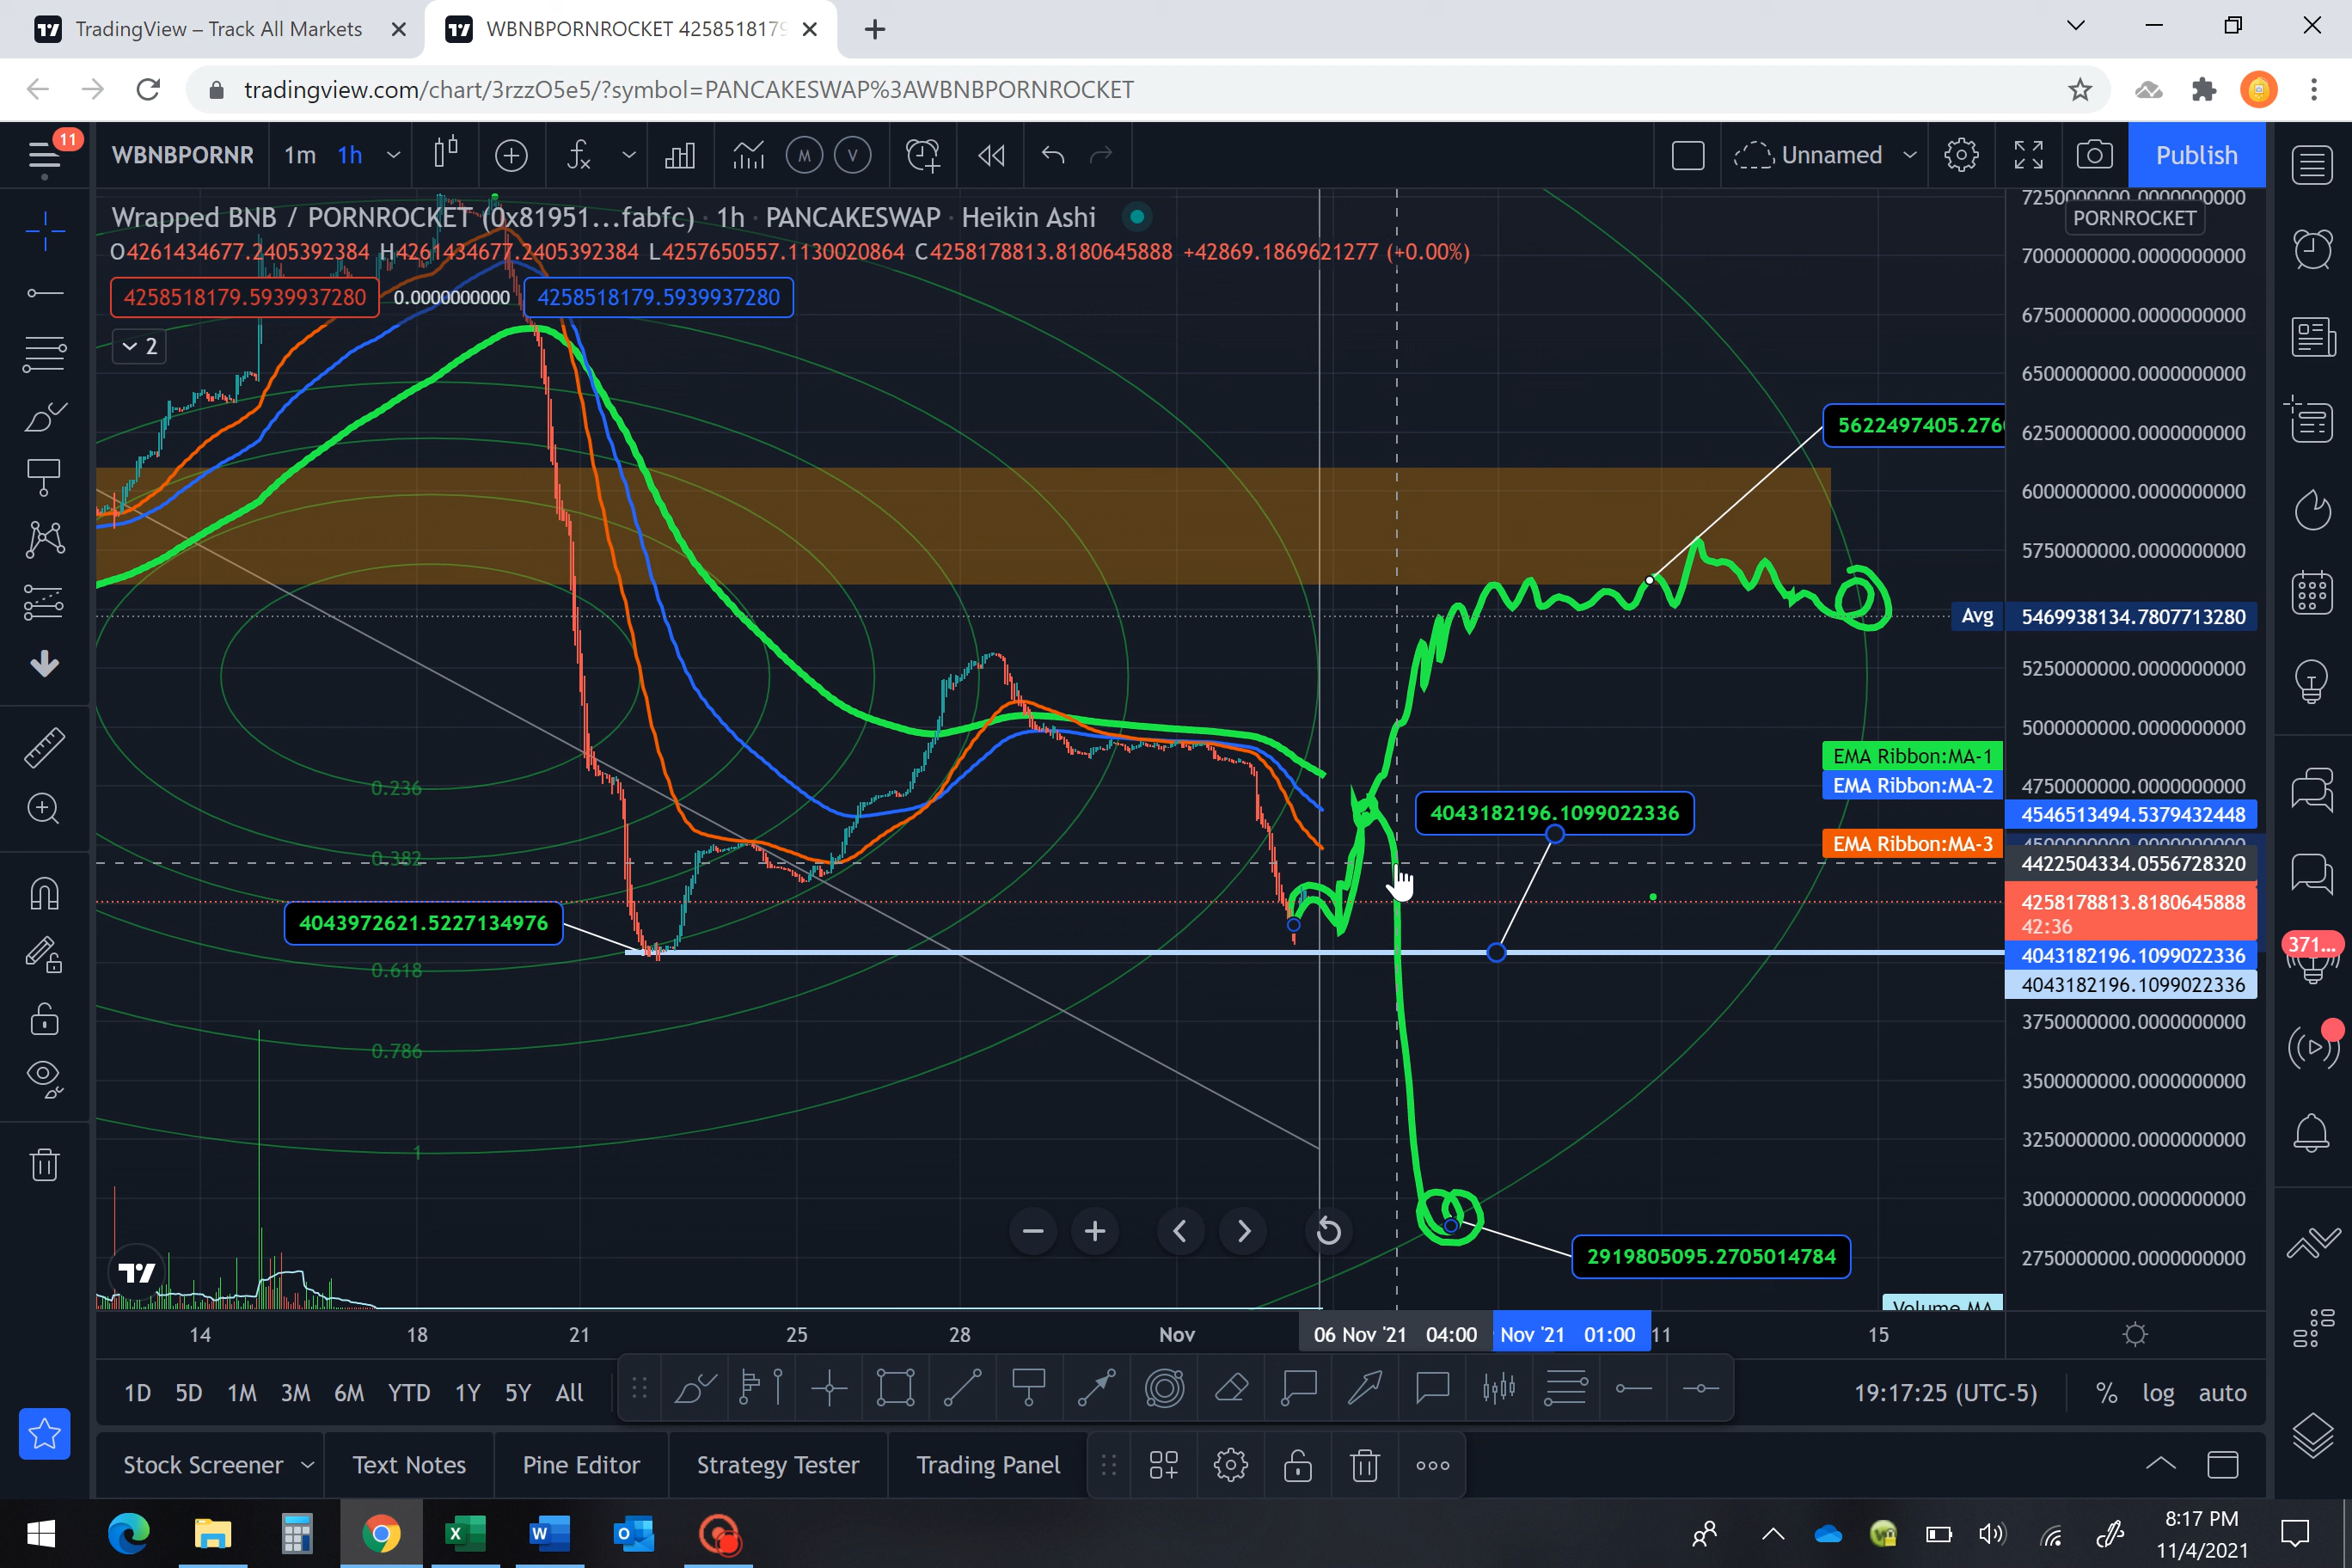 TradingView – Track All Markets
WBNBPORNROCKET 4258518179
tradingview.com/chart/3rzzO5e5/?symbol=PANCAKESWAP%3AWBNBPORNROCKET
11
WBNBPORNR 1m 1h
M V
Unnamed
Publish
Wrapped BNB / PORNROCKET (0x81951...fabfc) · 1h · PANCAKESWAP · Heikin Ashi
O4261434677.2405392384 H4261434677.2405392384 L4257650557.1130020864 C4258178813.8180645888 +42869.1869621277 (+0.00%)
4258518179.5939937280 0.0000000000 4258518179.5939937280
2
7250000000.0000000000
PORNROCKET
7000000000.0000000000
6750000000.0000000000
6500000000.0000000000
6250000000.0000000000
6000000000.0000000000
5750000000.0000000000
Avg 5469938134.7807713280
5250000000.0000000000
5000000000.0000000000
4750000000.0000000000
4546513494.5379432448
4422504334.0556728320
4258178813.8180645888
42:36
4043182196.1099022336
4043182196.1099022336
3750000000.0000000000
3500000000.0000000000
3250000000.0000000000
3000000000.0000000000
2750000000.0000000000
EMA Ribbon:MA-1
EMA Ribbon:MA-2
EMA Ribbon:MA-3
Volume MA
5622497405.276
4043182196.1099022336
4043972621.5227134976
2919805095.2705014784
0.236
0.382
0.618
0.786
1
371...
14 18 21 25 28 Nov 06 Nov '21 04:00 Nov '21 01:00 11 15
1D 5D 1M 3M 6M YTD 1Y 5Y All
19:17:25 (UTC-5) % log auto
Stock Screener Text Notes Pine Editor Strategy Tester Trading Panel
8:17 PM
11/4/2021